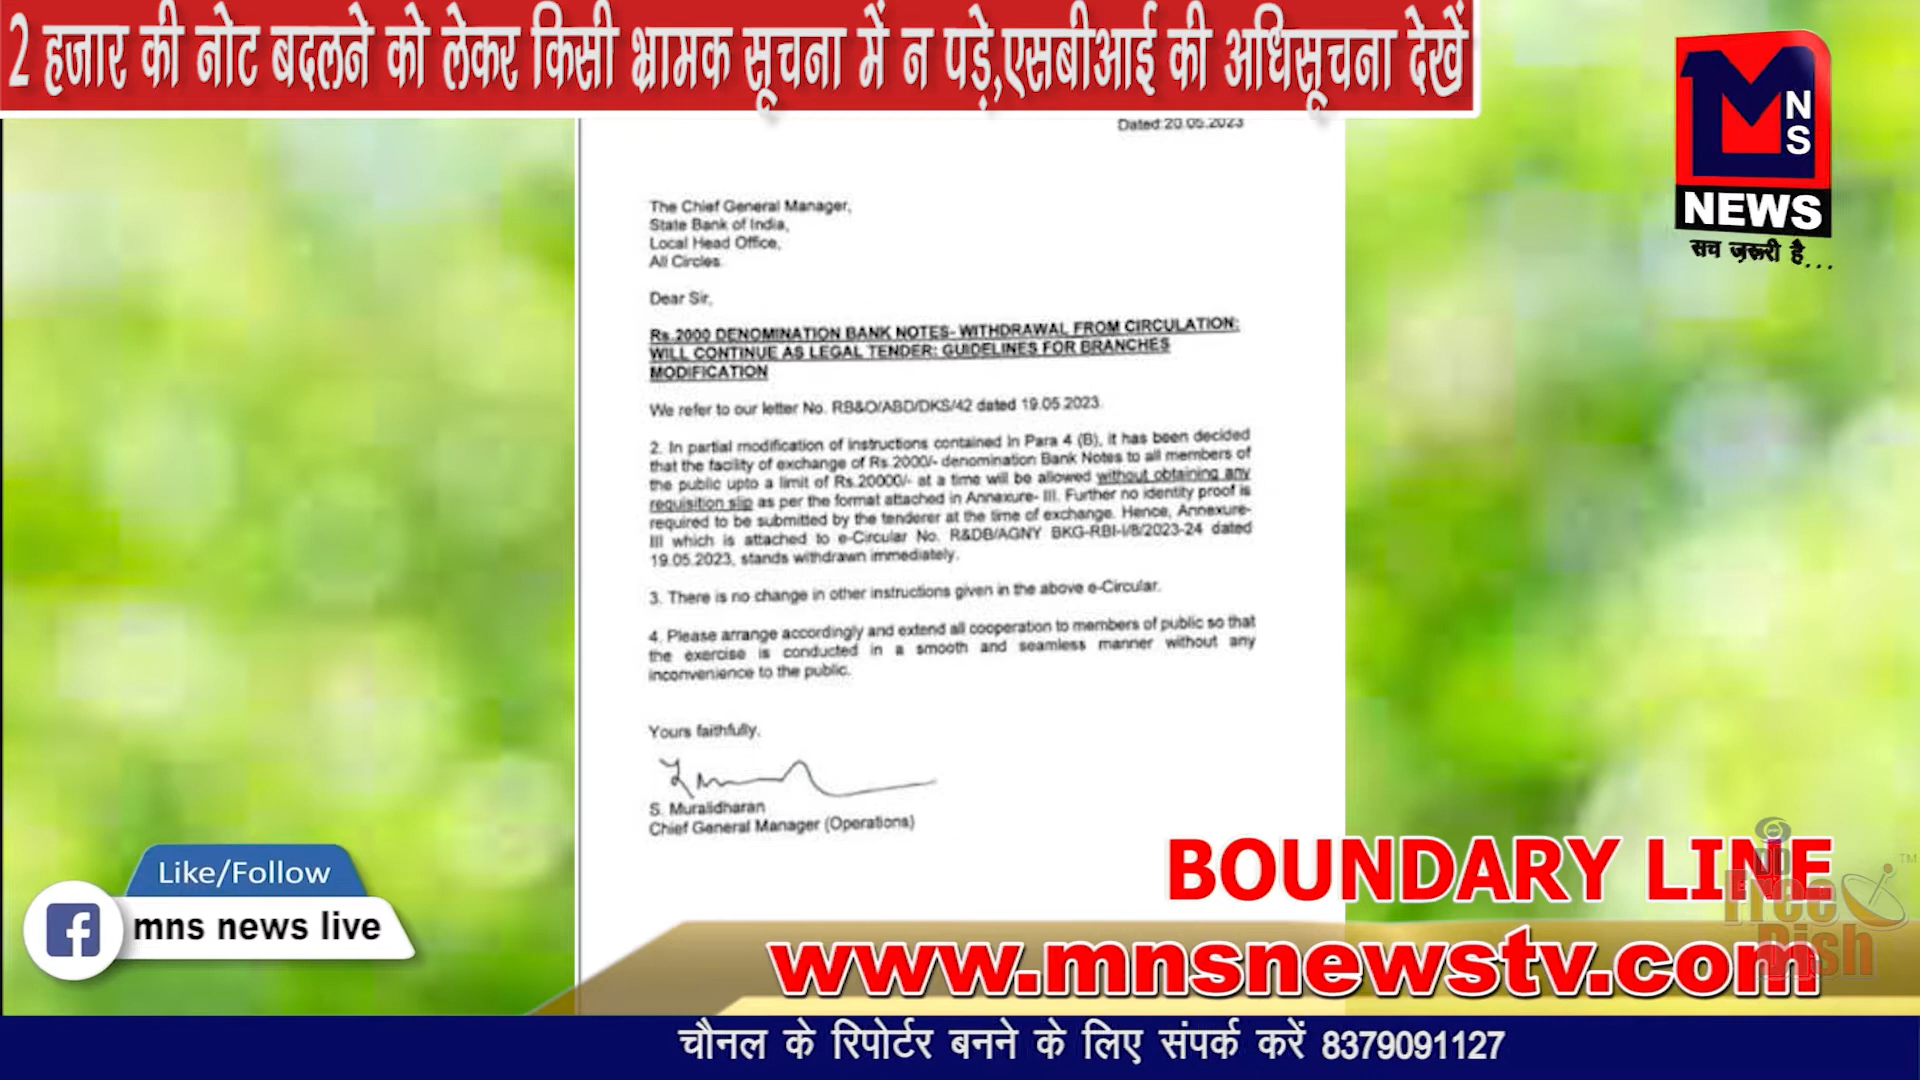 2 हजार की नोट बदलने को लेकर किसी भ्रामक सूचना में न पड़े,एसबीआई की अधिसूचना देखें
M NS
NEWS
सच ज़रूरी है...
Dated:20.05.2023
The Chief General Manager,
State Bank of India,
Local Head Office,
All Circles.
Dear Sir,
Rs.2000 DENOMINATION BANK NOTES- WITHDRAWAL FROM CIRCULATION:
WILL CONTINUE AS LEGAL TENDER: GUIDELINES FOR BRANCHES
MODIFICATION
We refer to our letter No. RB&O/ABD/DKS/42 dated 19.05.2023.
2. In partial modification of instructions contained in Para 4 (B), it has been decided
that the facility of exchange of Rs.2000/- denomination Bank Notes to all members of
the public upto a limit of Rs.20000/- at a time will be allowed without obtaining any
requisition slip as per the format attached in Annexure- III. Further no identity proof is
required to be submitted by the tenderer at the time of exchange. Hence, Annexure-
III which is attached to e-Circular No. R&DB/AGNY BKG-RBI-I/8/2023-24 dated
19.05.2023, stands withdrawn immediately.
3. There is no change in other instructions given in the above e-Circular.
4. Please arrange accordingly and extend all cooperation to members of public so that
the exercise is conducted in a smooth and seamless manner without any
inconvenience to the public.
Yours faithfully,
S. Muralidharan
Chief General Manager (Operations)
Like/Follow
mns news live
BOUNDARY LINE
DD
Free
Dish
TM
www.mnsnewstv.com
चौनल के रिपोर्टर बनने के लिए संपर्क करें 8379091127